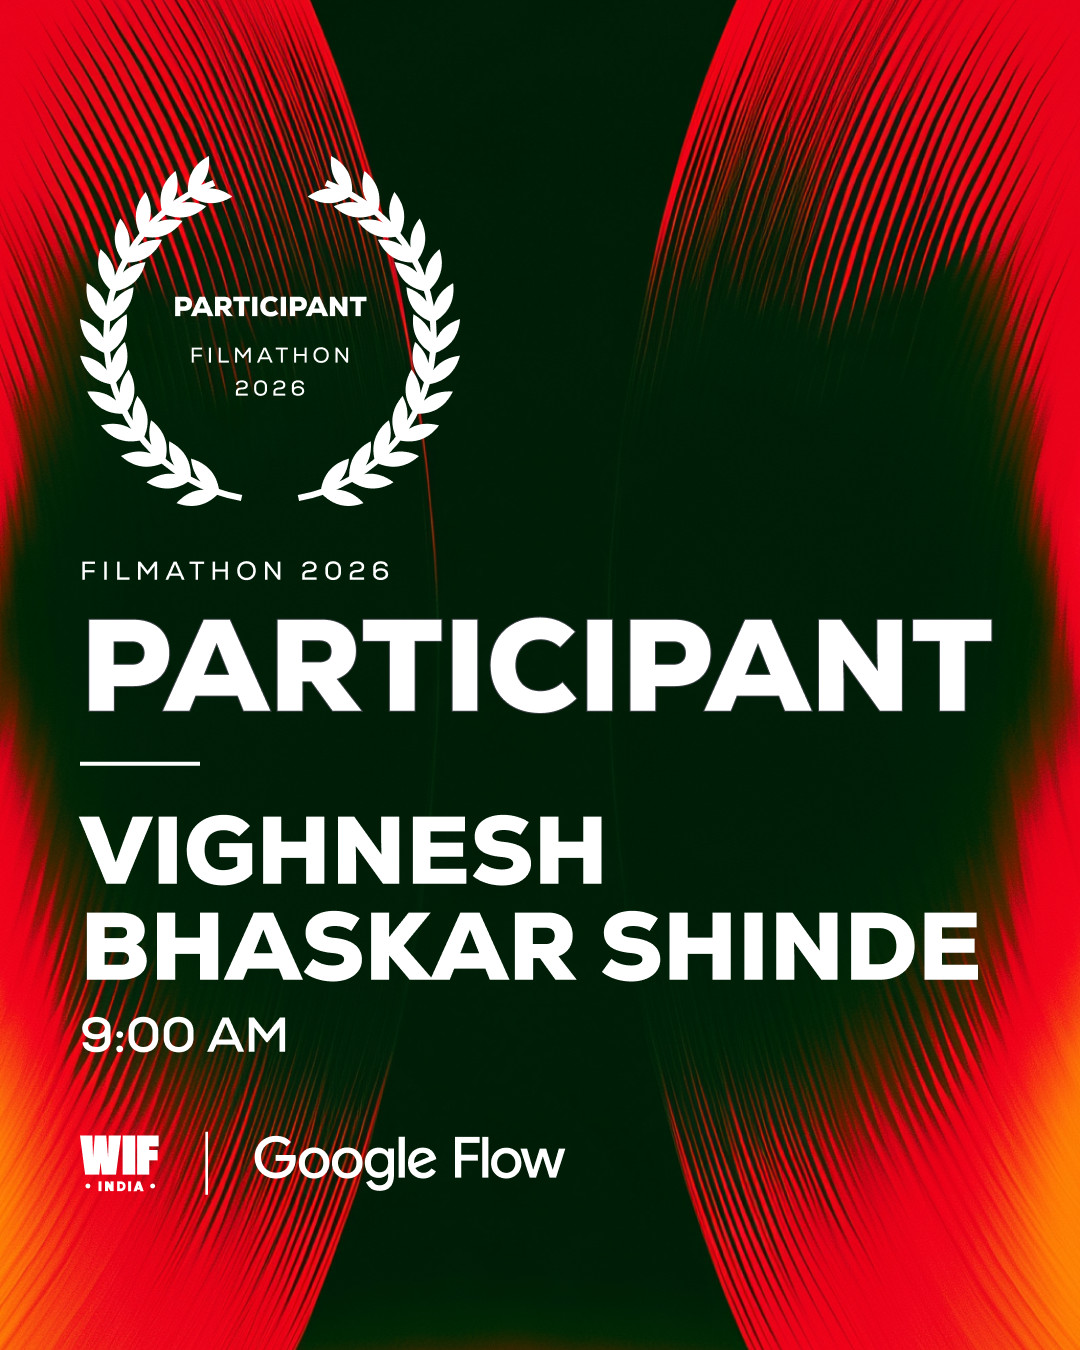 PARTICIPANT
FILMATHON
2026
FILMATHON 2026
PARTICIPANT
VIGHNESH
BHASKAR SHINDE
9:00 AM
WIF
• INDIA •
Google Flow